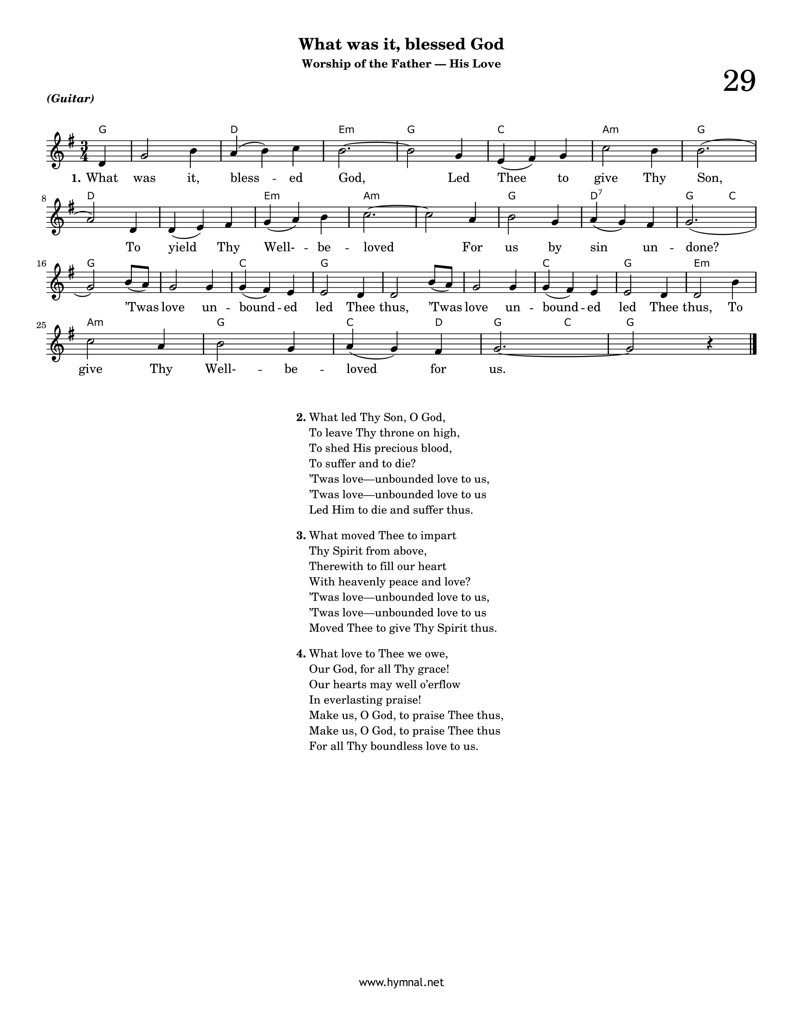 What was it, blessed God
Worship of the Father — His Love
29
(Guitar)
G D Em G C Am G
3
4
1. What was it, bless - ed God, Led Thee to give Thy Son,
8 D Em Am G D7 G C
To yield Thy Well- - be - loved For us by sin un - done?
16 G C G C G Em
’Twas love un - bound - ed led Thee thus, ’Twas love un - bound - ed led Thee thus, To
25 Am G C D G C G
give Thy Well- - be - loved for us.
2. What led Thy Son, O God,
To leave Thy throne on high,
To shed His precious blood,
To suffer and to die?
’Twas love—unbounded love to us,
’Twas love—unbounded love to us
Led Him to die and suffer thus.
3. What moved Thee to impart
Thy Spirit from above,
Therewith to fill our heart
With heavenly peace and love?
’Twas love—unbounded love to us,
’Twas love—unbounded love to us
Moved Thee to give Thy Spirit thus.
4. What love to Thee we owe,
Our God, for all Thy grace!
Our hearts may well o’erflow
In everlasting praise!
Make us, O God, to praise Thee thus,
Make us, O God, to praise Thee thus
For all Thy boundless love to us.
www.hymnal.net